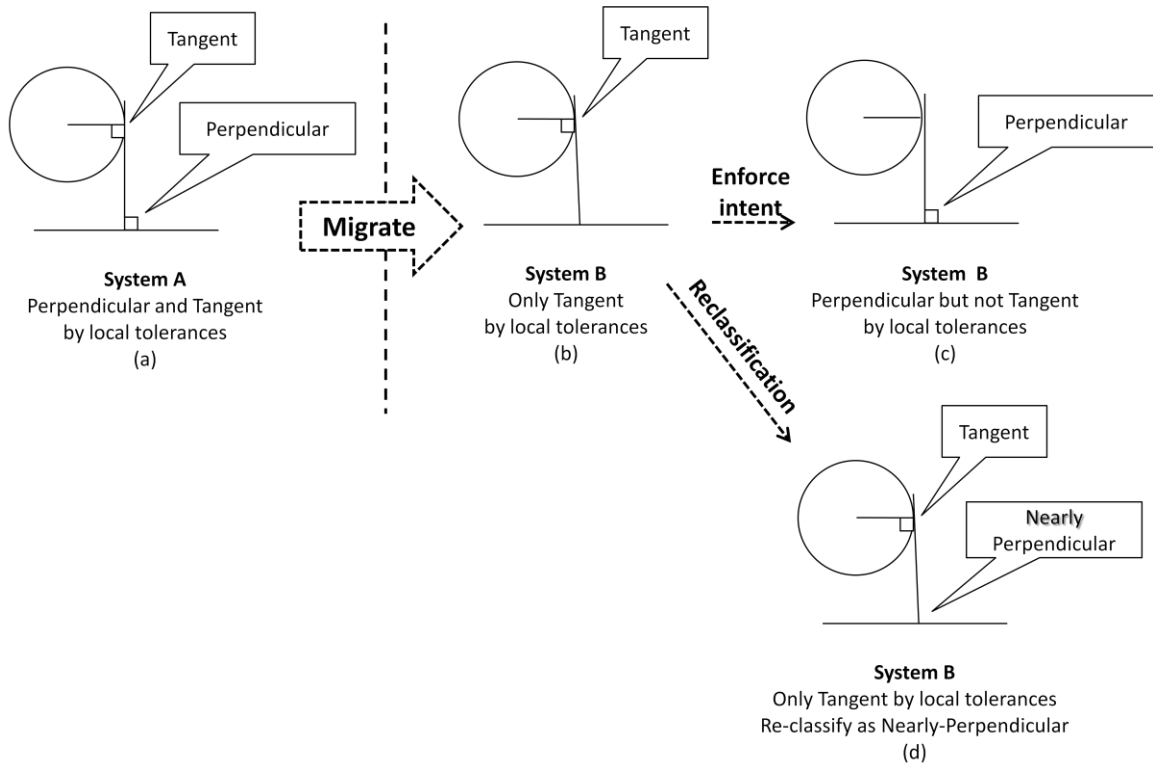 Tangent
Perpendicular
Migrate
System A
Perpendicular and Tangent
by local tolerances
(a)
Tangent
System B
Only Tangent
by local tolerances
(b)
Enforce
intent
Perpendicular
System B
Perpendicular but not Tangent
by local tolerances
(c)
Reclassification
Tangent
Nearly
Perpendicular
System B
Only Tangent by local tolerances
Re-classify as Nearly-Perpendicular
(d)